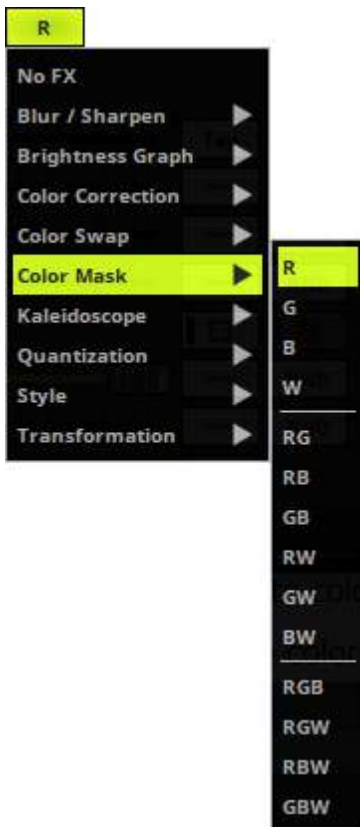 R
No FX
Blur / Sharpen
Brightness Graph
Color Correction
Color Swap
Color Mask
Kaleidoscope
Quantization
Style
Transformation
R
G
B
W
RG
RB
GB
RW
GW
BW
RGB
RGW
RBW
GBW